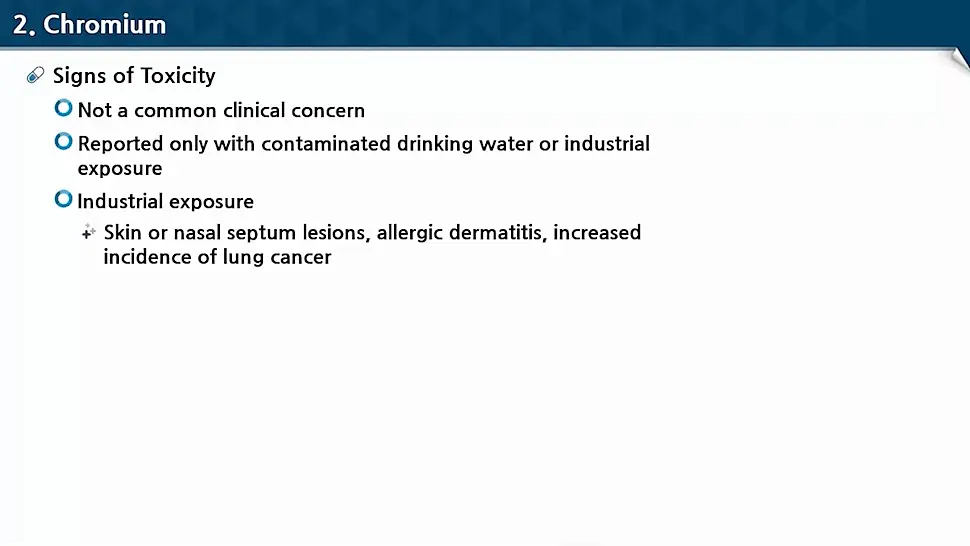 2. Chromium
Signs of Toxicity
Not a common clinical concern
Reported only with contaminated drinking water or industrial
exposure
Industrial exposure
Skin or nasal septum lesions, allergic dermatitis, increased
incidence of lung cancer